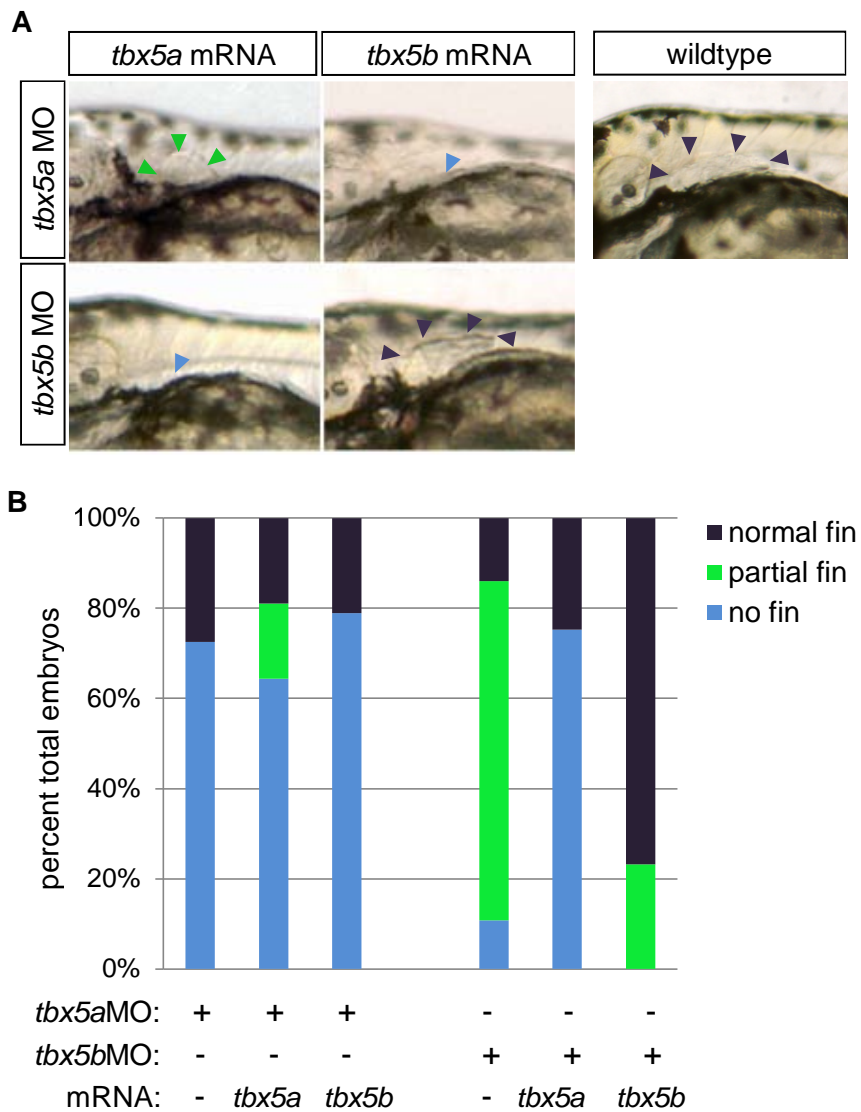 A
tbx5a mRNA
tbx5b mRNA
wildtype
tbx5a MO
tbx5b MO
B
100%
80%
60%
40%
20%
0%
percent total embryos
normal fin
partial fin
no fin
tbx5aMO: + + + - - -
tbx5bMO: - - - + + +
mRNA: - tbx5a tbx5b - tbx5a tbx5b